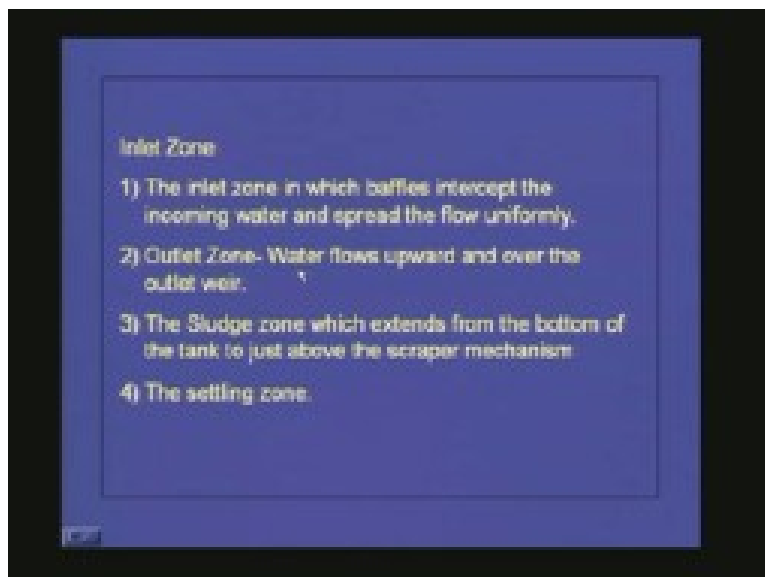 Inlet Zone
1) The inlet zone in which baffles intercept the
incoming water and spread the flow uniformly.
2) Outlet Zone- Water flows upward and over the
outlet weir.
3) The Sludge zone which extends from the bottom of
the tank to just above the scraper mechanism
4) The settling zone.